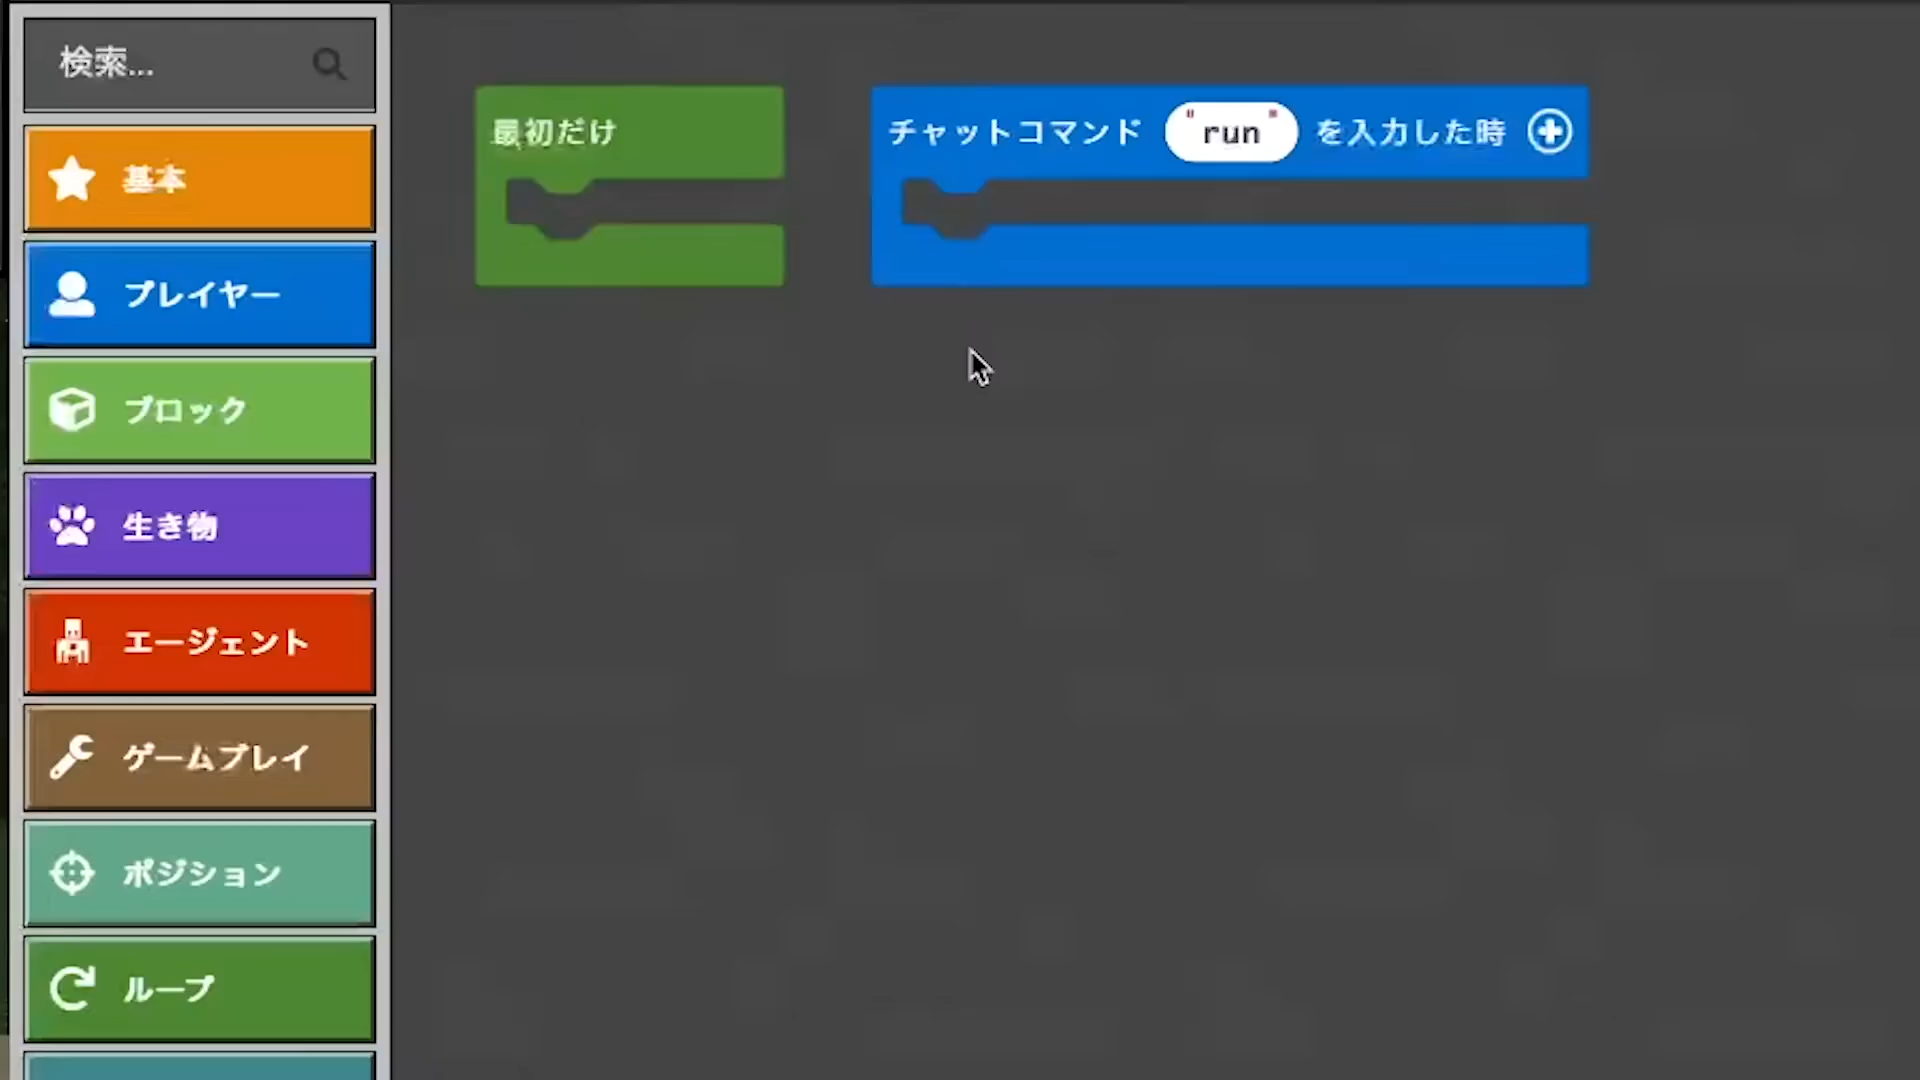 検索...
基本
プレイヤー
ブロック
生き物
エージェント
ゲームプレイ
ポジション
ループ
最初だけ
チャットコマンド "run" を入力した時